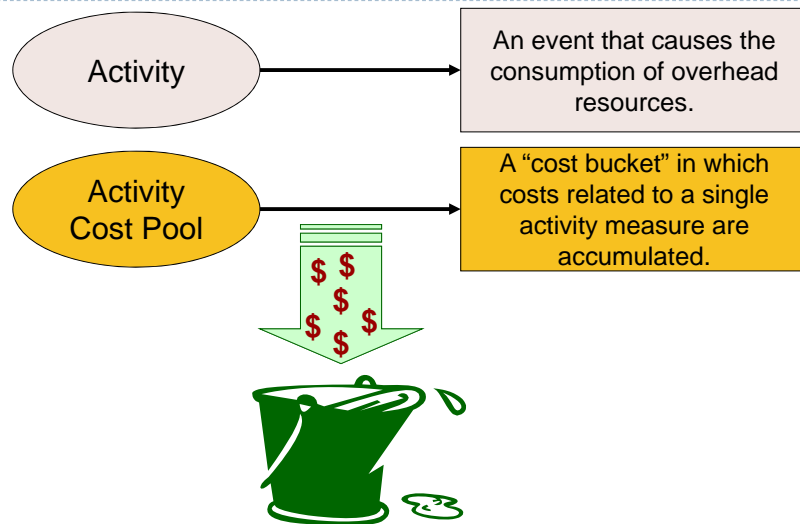 Activity
An event that causes the
consumption of overhead
resources.
Activity
Cost Pool
A “cost bucket” in which
costs related to a single
activity measure are
accumulated.
$ $
$
$ $
$